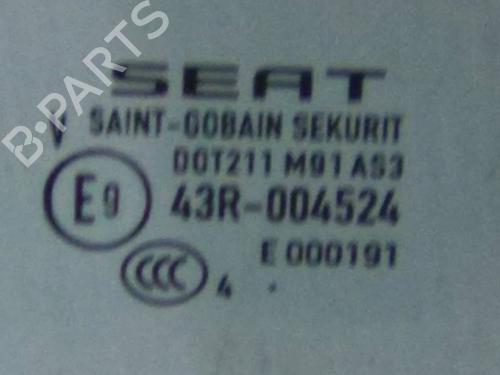 SEAT
V SAINT-GOBAIN SEKURIT
DOT211 M91 AS3
E9 43R-004524
E 000191
CCC 4 .
B-PARTS